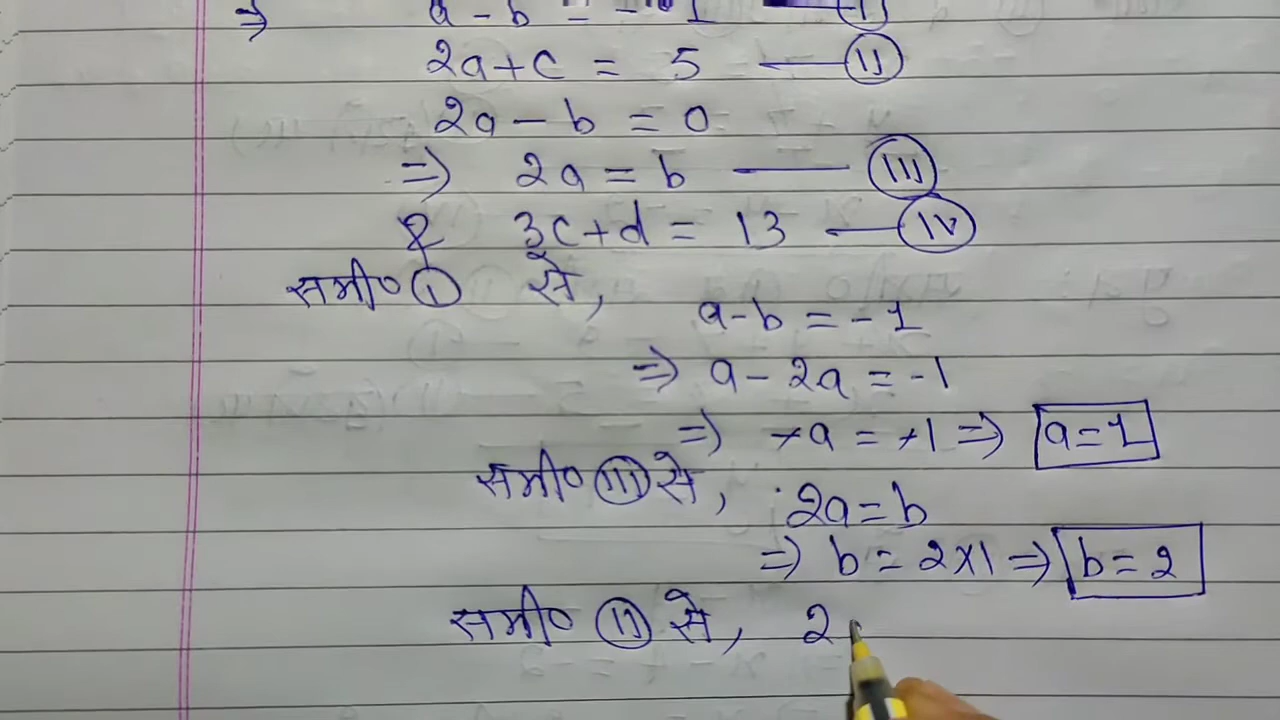 ⇒ a - b = - 1 — (I)
2a + c = 5 — (II)
2a - b = 0
⇒ 2a = b — (III)
& 3c + d = 13 — (IV)
समी० (I) से,
a - b = - 1
⇒ a - 2a = - 1
⇒ - a = - 1 ⇒ a = 1
समी० (III) से, 2a = b
⇒ b = 2 × 1 ⇒ b = 2
समी० (II) से, 2